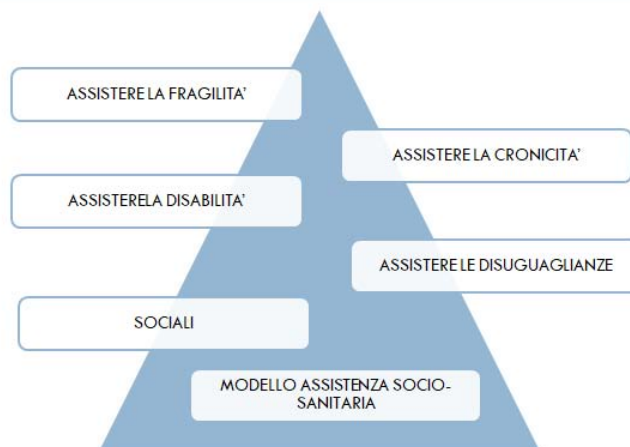 ASSISTERE LA FRAGILITA'
ASSISTERE LA CRONICITA'
ASSISTERELA DISABILITA'
ASSISTERE LE DISUGUAGLIANZE
SOCIALI
MODELLO ASSISTENZA SOCIO-
SANITARIA